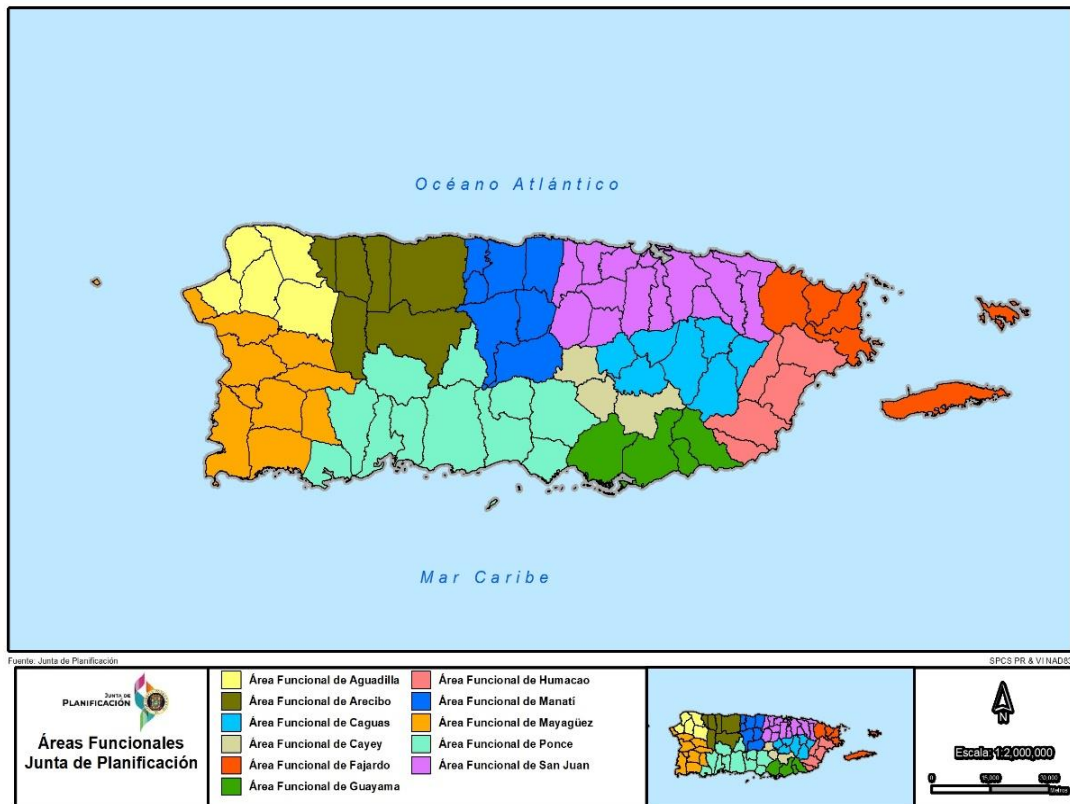 Océano Atlántico
Mar Caribe
Fuente: Junta de Planificación
SPCS PR & VI NAD83
JUNTA DE
PLANIFICACIÓN
Áreas Funcionales
Junta de Planificación
Área Funcional de Aguadilla
Área Funcional de Arecibo
Área Funcional de Caguas
Área Funcional de Cayey
Área Funcional de Fajardo
Área Funcional de Guayama
Área Funcional de Humacao
Área Funcional de Manatí
Área Funcional de Mayagüez
Área Funcional de Ponce
Área Funcional de San Juan
N
Escala: 1:2,000,000
0 15,000 30,000
Metros